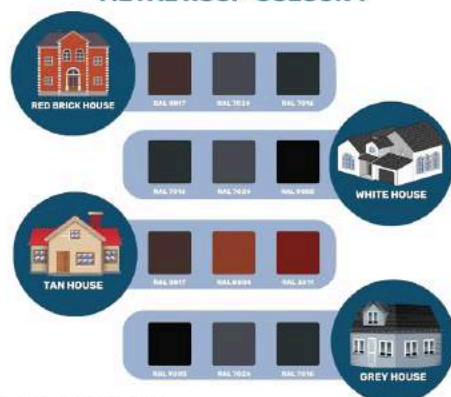 RAL 8017 RAL 7024 RAL 7016
RED BRICK HOUSE
RAL 7016 RAL 7024 RAL 9005
WHITE HOUSE
RAL 8017 RAL 8004 RAL 3011
TAN HOUSE
RAL 9005 RAL 7024 RAL 7016
GREY HOUSE